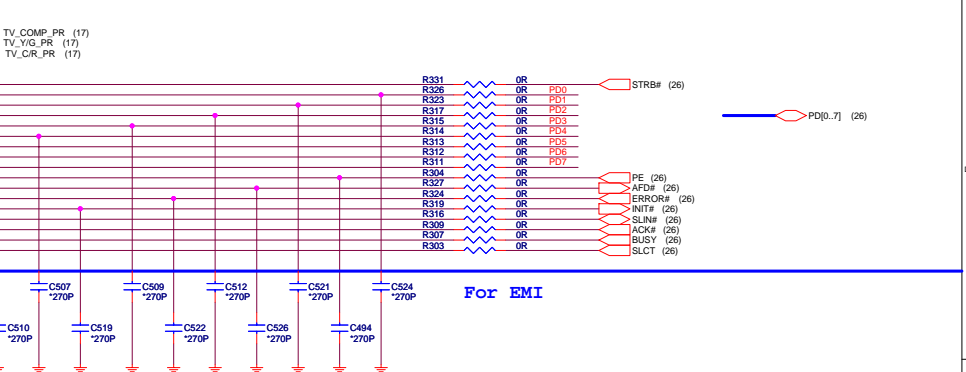 TV_COMP_PR (17)
TV_Y/G_PR (17)
TV_C/R_PR (17)
R331 0R STRB# (26)
R326 0R PD0
R323 0R PD1
R317 0R PD2
R315 0R PD3
R314 0R PD4
R313 0R PD5
R312 0R PD6
R311 0R PD7
PD[0..7] (26)
R304 0R PE (26)
R327 0R AFD# (26)
R324 0R ERROR# (26)
R319 0R INIT# (26)
R316 0R SLIN# (26)
R309 0R ACK# (26)
R307 0R BUSY (26)
R303 0R SLCT (26)
C507 C509 C512 C521 C524
*270P *270P *270P *270P *270P
For EMI
C510 C519 C522 C526 C494
*270P *270P *270P *270P *270P